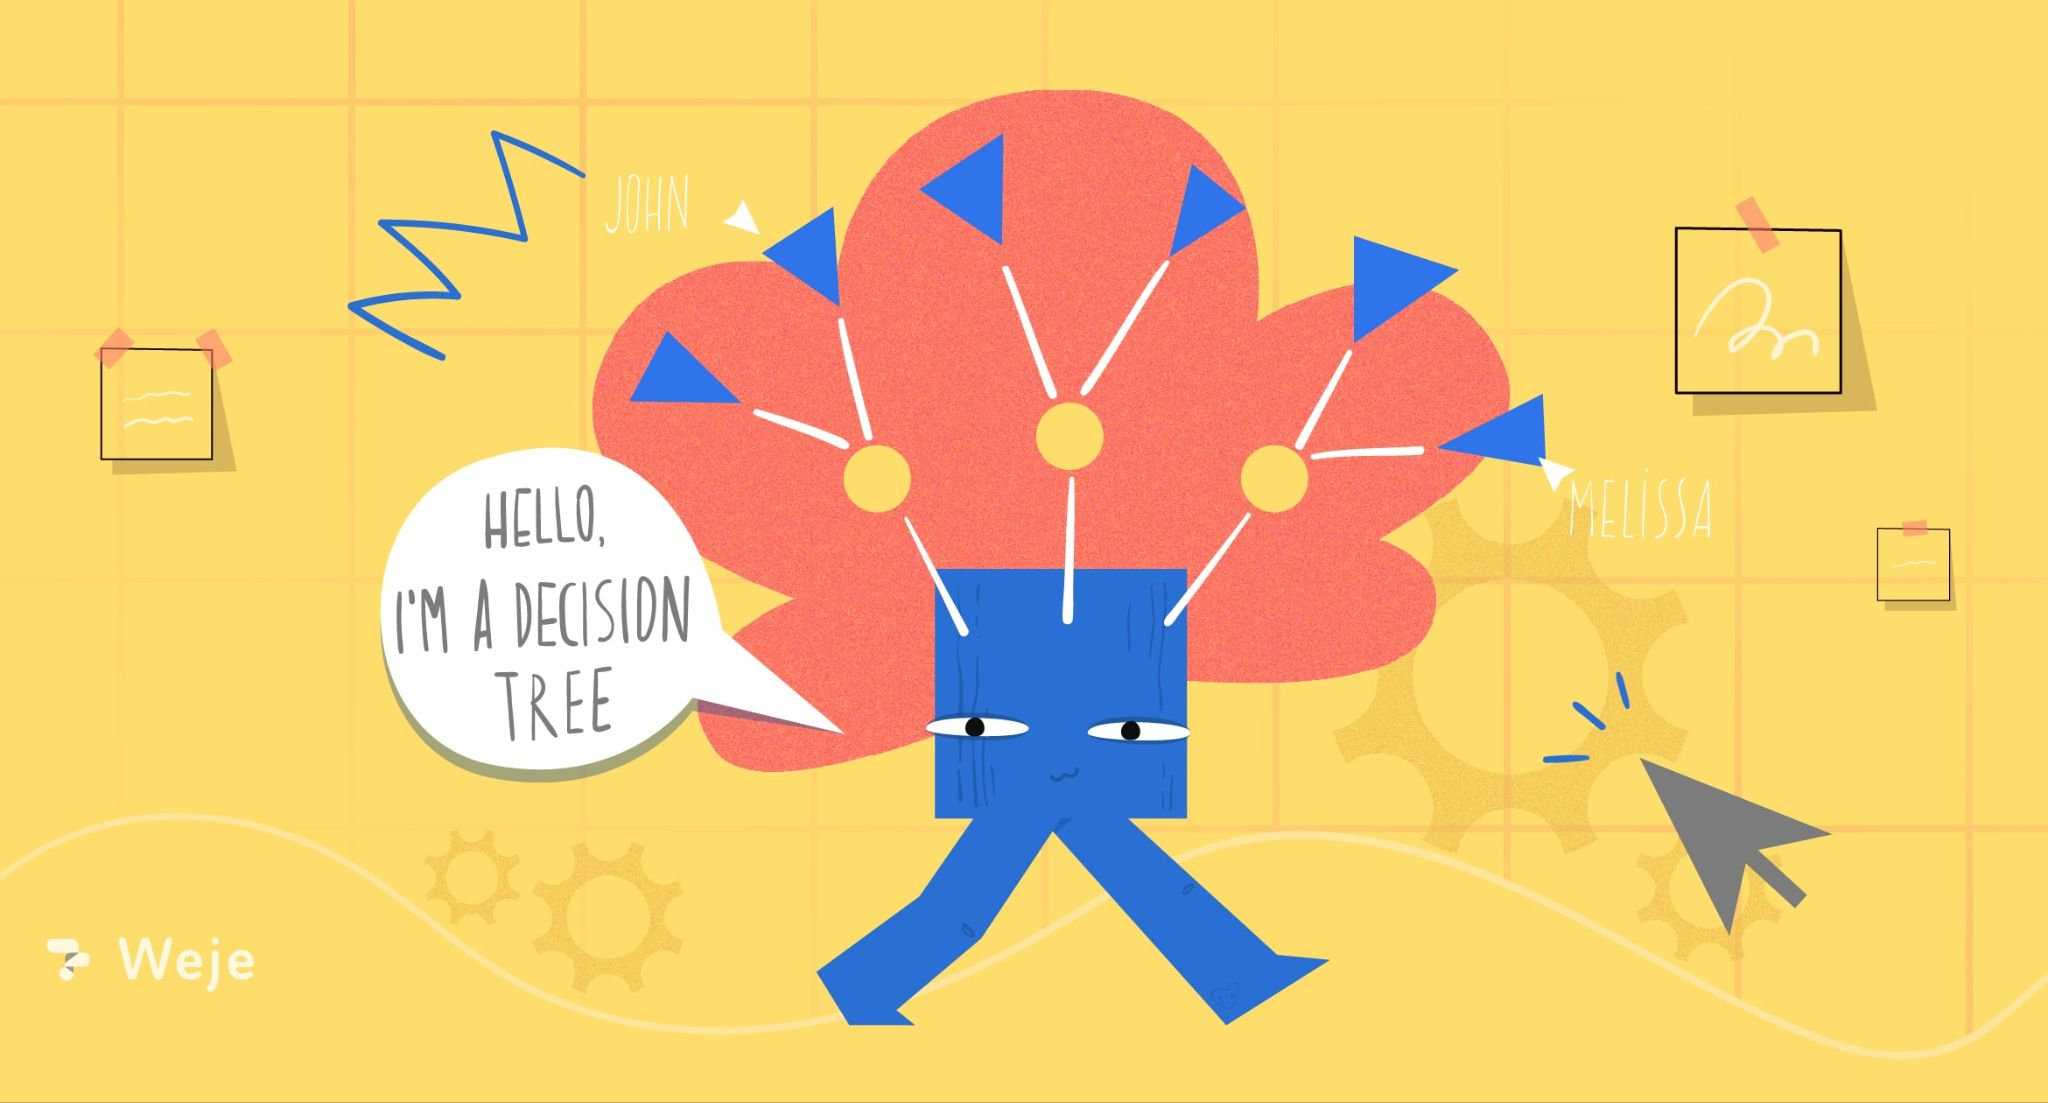 JOHN
HELLO,
I'M A DECISION
TREE
MELISSA
Weje